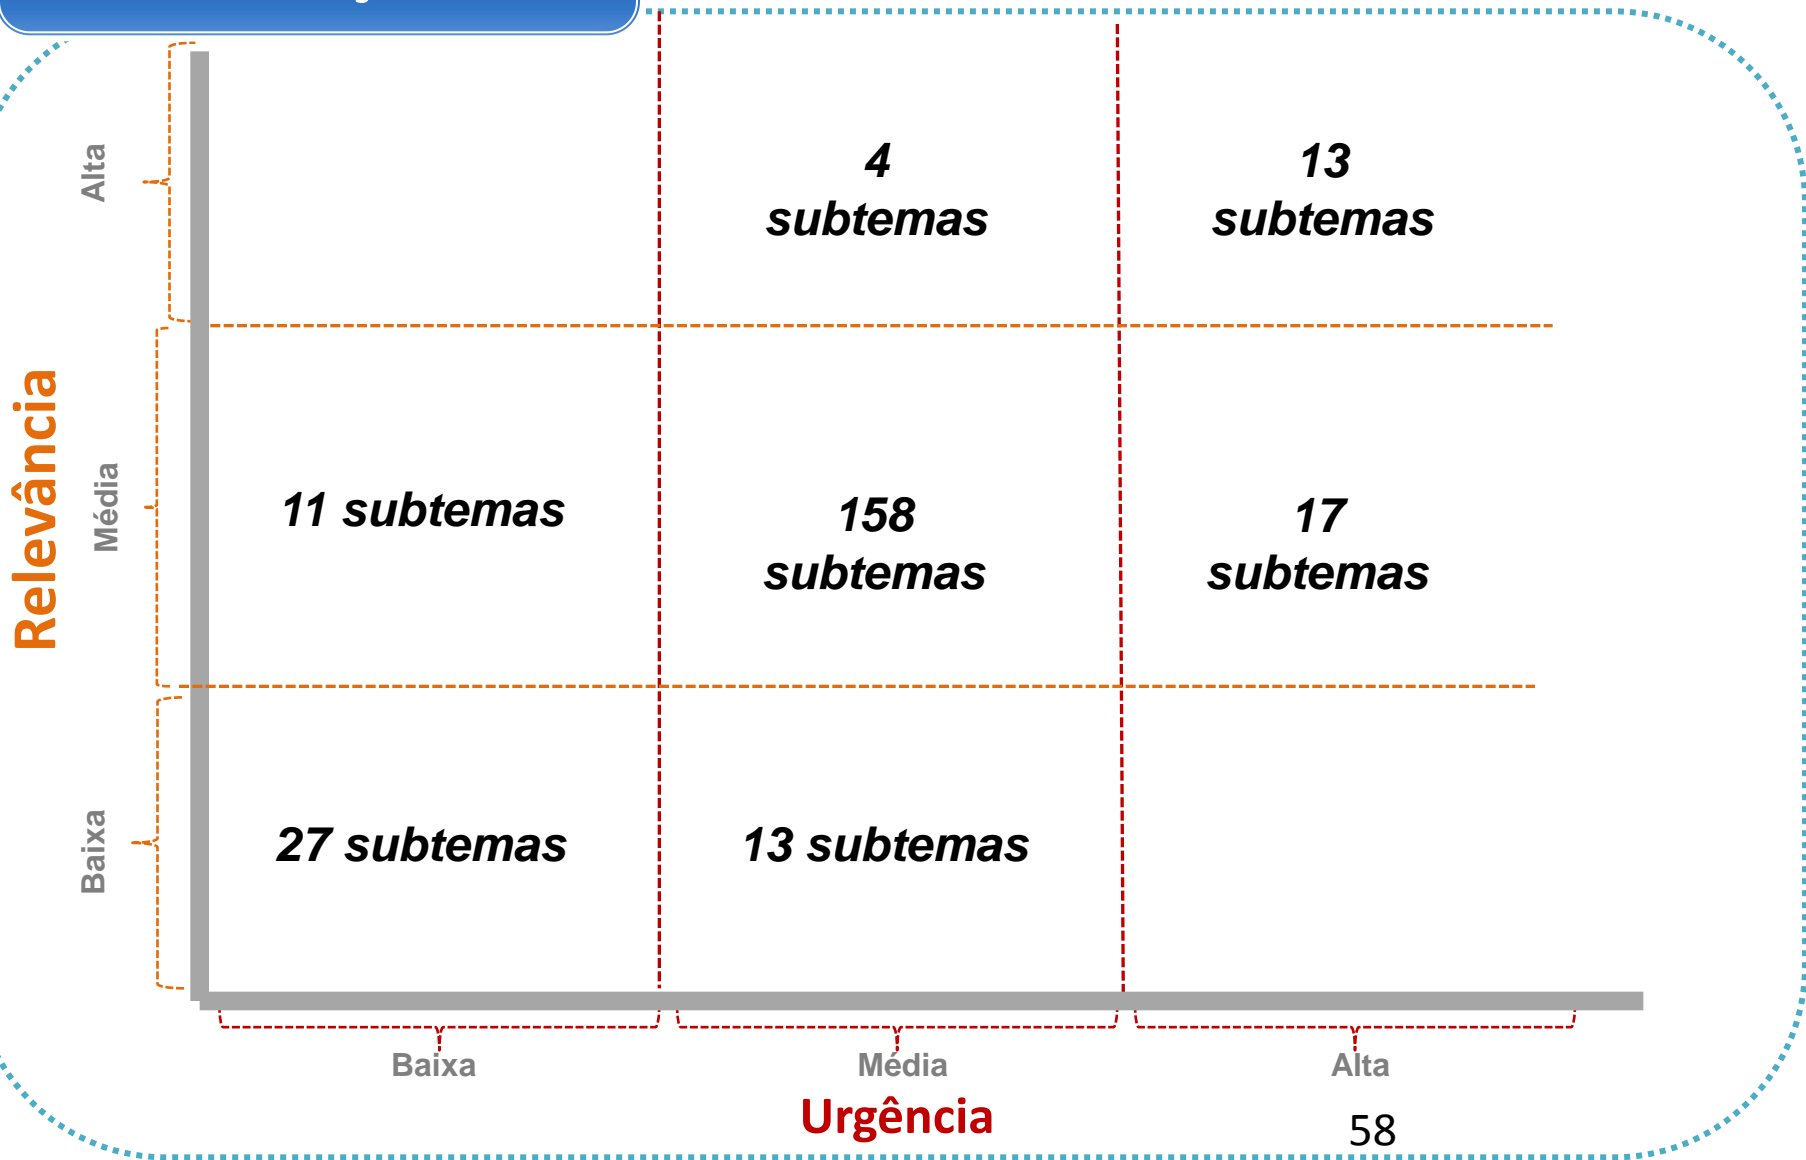 Alta
4
subtemas
13
subtemas
Relevância
Média
11 subtemas
158
subtemas
17
subtemas
Baixa
27 subtemas
13 subtemas
Baixa
Média
Alta
Urgência
58